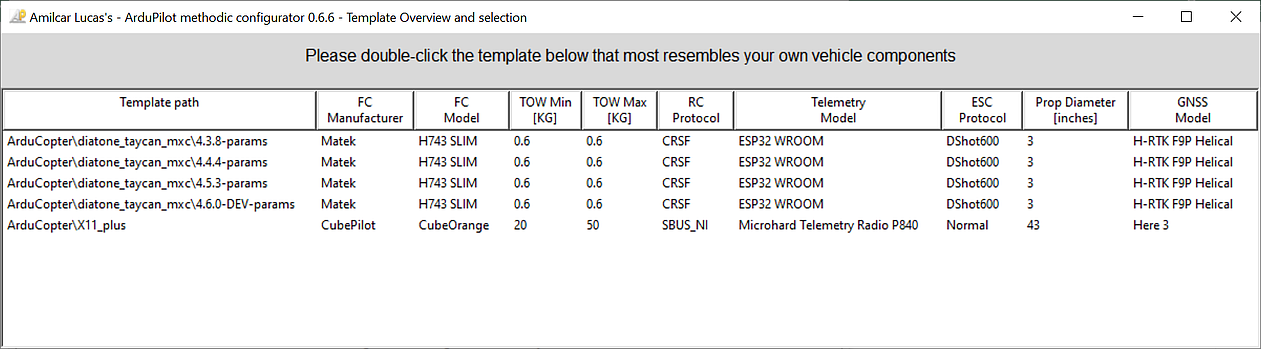 Amilcar Lucas's - ArduPilot methodic configurator 0.6.6 - Template Overview and selection
Please double-click the template below that most resembles your own vehicle components
Template path FC Manufacturer FC Model TOW Min [KG] TOW Max [KG] RC Protocol Telemetry Model ESC Protocol Prop Diameter [inches] GNSS Model
ArduCopter\diatone_taycan_mxc\4.3.8-params Matek H743 SLIM 0.6 0.6 CRSF ESP32 WROOM DShot600 3 H-RTK F9P Helical
ArduCopter\diatone_taycan_mxc\4.4.4-params Matek H743 SLIM 0.6 0.6 CRSF ESP32 WROOM DShot600 3 H-RTK F9P Helical
ArduCopter\diatone_taycan_mxc\4.5.3-params Matek H743 SLIM 0.6 0.6 CRSF ESP32 WROOM DShot600 3 H-RTK F9P Helical
ArduCopter\diatone_taycan_mxc\4.6.0-DEV-params Matek H743 SLIM 0.6 0.6 CRSF ESP32 WROOM DShot600 3 H-RTK F9P Helical
ArduCopter\X11_plus CubePilot CubeOrange 20 50 SBUS_NI Microhard Telemetry Radio P840 Normal 43 Here 3